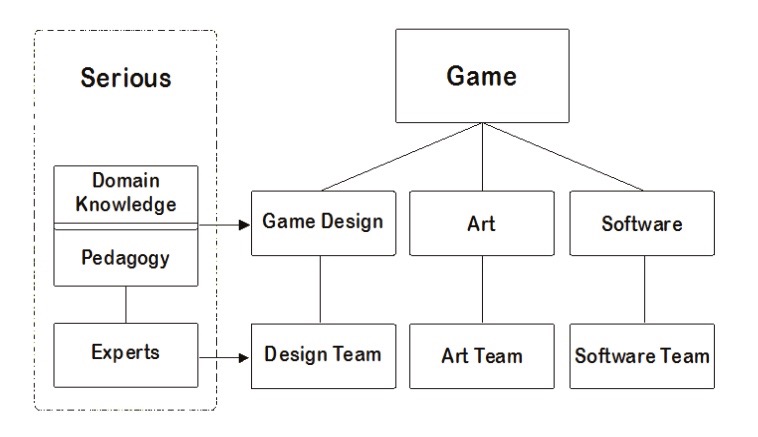 Serious
Game
Domain
Knowledge
Pedagogy
Game Design
Art
Software
Experts
Design Team
Art Team
Software Team